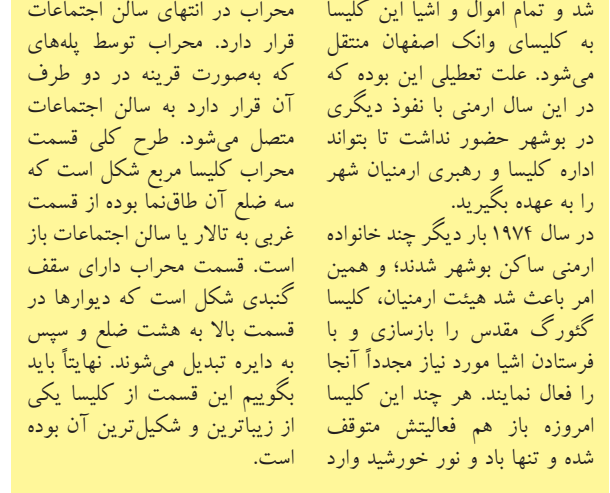 شد و تمام اموال و اشیا این کلیسا
به کلیسای وانک اصفهان منتقل
می‌شود. علت تعطیلی این بوده که
در این سال ارمنی با نفوذ دیگری
در بوشهر حضور نداشت تا بتواند
اداره کلیسا و رهبری ارمنیان شهر
را به عهده بگیرید.
در سال ۱۹۷۴ بار دیگر چند خانواده
ارمنی ساکن بوشهر شدند؛ و همین
امر باعث شد هیئت ارمنیان، کلیسا
گئورگ مقدس را بازسازی و با
فرستادن اشیا مورد نیاز مجدداً آنجا
را فعال نمایند. هر چند این کلیسا
امروزه باز هم فعالیتش متوقف
شده و تنها باد و نور خورشید وارد
محراب در انتهای سالن اجتماعات
قرار دارد. محراب توسط پله‌های
که به‌صورت قرینه در دو طرف
آن قرار دارد به سالن اجتماعات
متصل می‌شود. طرح کلی قسمت
محراب کلیسا مربع شکل است که
سه ضلع آن طاق‌نما بوده از قسمت
غربی به تالار یا سالن اجتماعات باز
است. قسمت محراب دارای سقف
گنبدی شکل است که دیوارها در
قسمت بالا به هشت ضلع و سپس
به دایره تبدیل می‌شوند. نهایتاً باید
بگوییم این قسمت از کلیسا یکی
از زیباترین و شکیل‌ترین آن بوده
است.